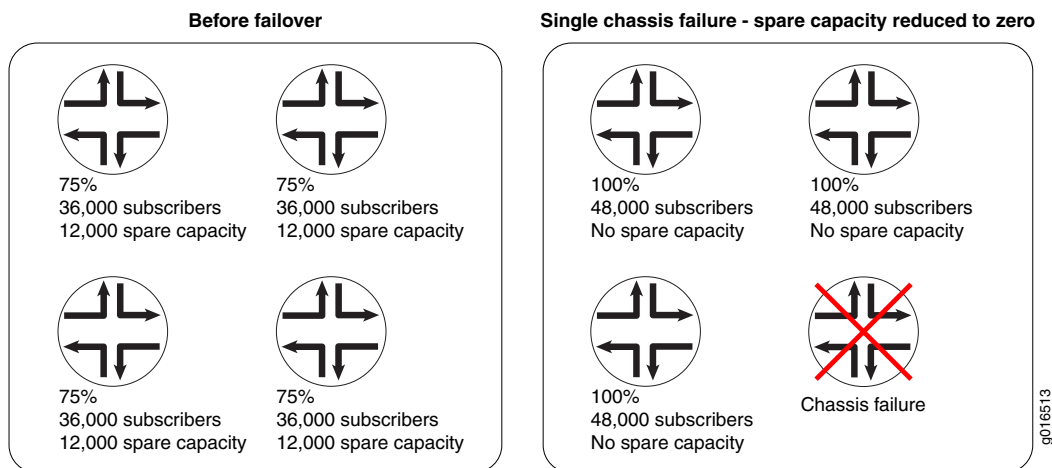 Before failover
75%
36,000 subscribers
12,000 spare capacity
75%
36,000 subscribers
12,000 spare capacity
75%
36,000 subscribers
12,000 spare capacity
75%
36,000 subscribers
12,000 spare capacity
Single chassis failure - spare capacity reduced to zero
100%
48,000 subscribers
No spare capacity
100%
48,000 subscribers
No spare capacity
100%
48,000 subscribers
No spare capacity
Chassis failure
g016513